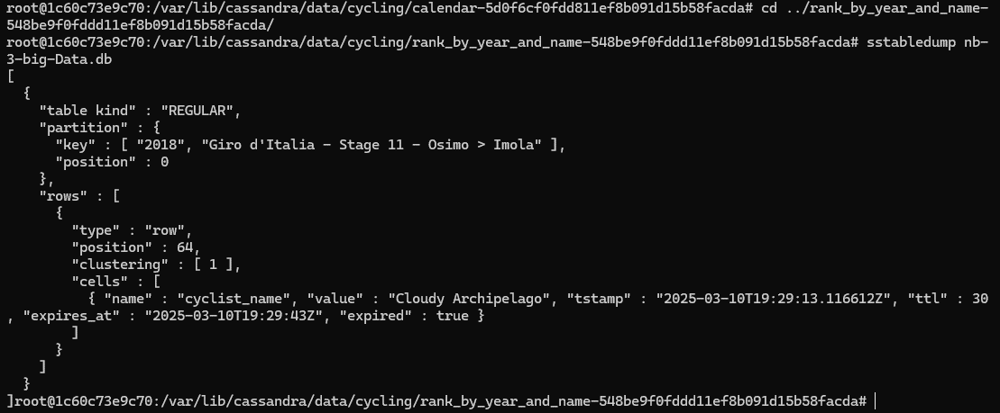 root@1c60c73e9c70:/var/lib/cassandra/data/cycling/calendar-5d0f6cf0fdd811ef8b091d15b58facda# cd ../rank_by_year_and_name-
548be9f0fddd11ef8b091d15b58facda/
root@1c60c73e9c70:/var/lib/cassandra/data/cycling/rank_by_year_and_name-548be9f0fddd11ef8b091d15b58facda# sstabledump nb-
3-big-Data.db
[
  {
    "table kind" : "REGULAR",
    "partition" : {
      "key" : [ "2018", "Giro d'Italia - Stage 11 - Osimo > Imola" ],
      "position" : 0
    },
    "rows" : [
      {
        "type" : "row",
        "position" : 64,
        "clustering" : [ 1 ],
        "cells" : [
          { "name" : "cyclist_name", "value" : "Cloudy Archipelago", "tstamp" : "2025-03-10T19:29:13.116612Z", "ttl" : 30
, "expires_at" : "2025-03-10T19:29:43Z", "expired" : true }
        ]
      }
    ]
  }
]root@1c60c73e9c70:/var/lib/cassandra/data/cycling/rank_by_year_and_name-548be9f0fddd11ef8b091d15b58facda#